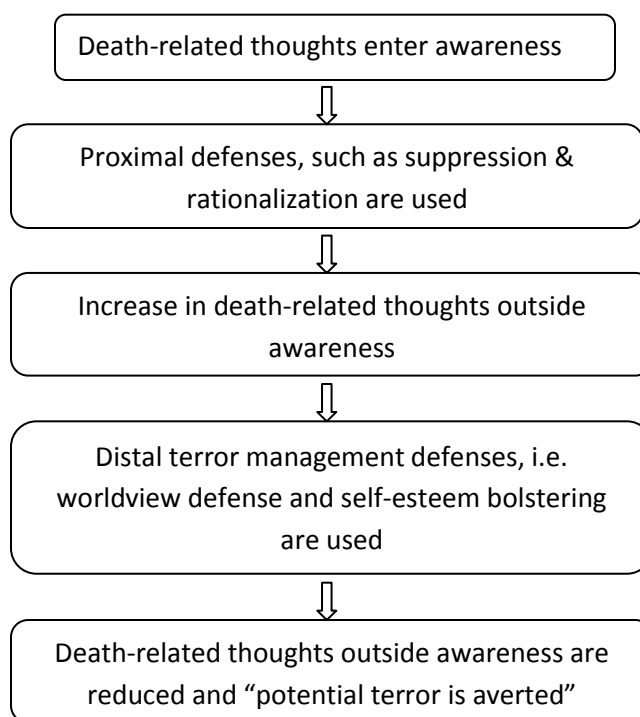 Death-related thoughts enter awareness
Proximal defenses, such as suppression &
rationalization are used
Increase in death-related thoughts outside
awareness
Distal terror management defenses, i.e.
worldview defense and self-esteem bolstering
are used
Death-related thoughts outside awareness are
reduced and “potential terror is averted”